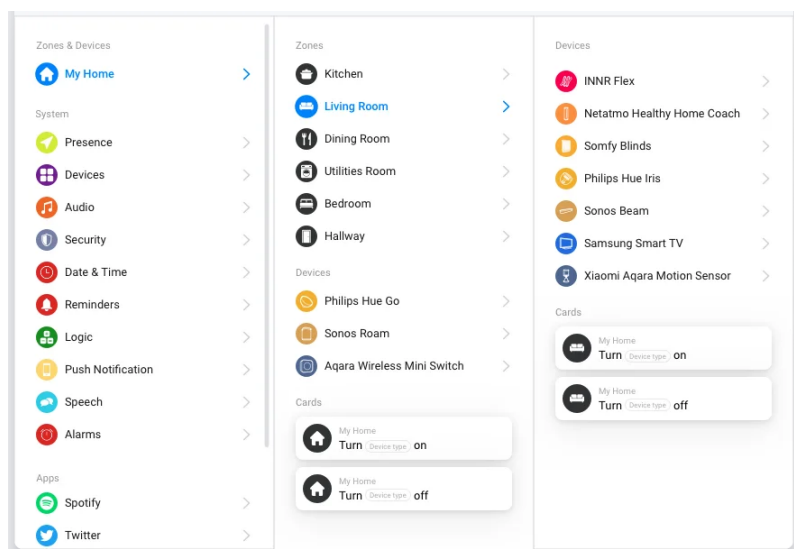 Zones & Devices
My Home
System
Presence
Devices
Audio
Security
Date & Time
Reminders
Logic
Push Notification
Speech
Alarms
Apps
Spotify
Twitter
Zones
Kitchen
Living Room
Dining Room
Utilities Room
Bedroom
Hallway
Devices
Philips Hue Go
Sonos Roam
Aqara Wireless Mini Switch
Cards
My Home
Turn Device type on
My Home
Turn Device type off
Devices
INNR Flex
Netatmo Healthy Home Coach
Somfy Blinds
Philips Hue Iris
Sonos Beam
Samsung Smart TV
Xiaomi Aqara Motion Sensor
Cards
My Home
Turn Device type on
My Home
Turn Device type off